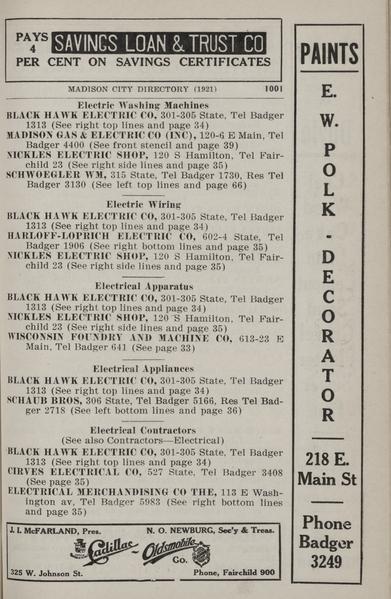 PAYS 4 SAVINGS LOAN & TRUST CO
PER CENT ON SAVINGS CERTIFICATES
MADISON CITY DIRECTORY (1921) 1001
Electric Washing Machines
BLACK HAWK ELECTRIC CO, 301-305 State, Tel Badger
1313 (See right top lines and page 34)
MADISON GAS & ELECTRIC CO (INC), 120-6 E Main, Tel
Badger 4400 (See front stencil and page 39)
NICKLES ELECTRIC SHOP, 120 S Hamilton, Tel Fair-
child 23 (See right side lines and page 35)
SCHWOEGLER WM, 315 State, Tel Badger 1730, Res Tel
Badger 3130 (See left top lines and page 66)
Electric Wiring
BLACK HAWK ELECTRIC CO, 301-305 State, Tel Badger
1313 (See right top lines and page 34)
HARLOFF-LOPRICH ELECTRIC CO, 602-4 State, Tel
Badger 1906 (See right bottom lines and page 35)
NICKLES ELECTRIC SHOP, 120 S Hamilton, Tel Fair-
child 23 (See right side lines and page 35)
Electrical Apparatus
BLACK HAWK ELECTRIC CO, 301-305 State, Tel Badger
1313 (See right top lines and page 34)
NICKLES ELECTRIC SHOP, 120 S Hamilton, Tel Fair-
child 23 (See right side lines and page 35)
WISCONSIN FOUNDRY AND MACHINE CO, 613-23 E
Main, Tel Badger 641 (See page 33)
Electrical Appliances
BLACK HAWK ELECTRIC CO, 301-305 State, Tel Badger
1313 (See right top lines and page 34)
SCHAUB BROS, 306 State, Tel Badger 5166, Res Tel Bad-
ger 2718 (See left bottom lines and page 36)
Electrical Contractors
(See also Contractors—Electrical)
BLACK HAWK ELECTRIC CO, 301-305 State, Tel Badger
1313 (See right top lines and page 34)
CIRVES ELECTRICAL CO, 527 State, Tel Badger 3408
(See page 35)
ELECTRICAL MERCHANDISING CO THE, 113 E Wash-
ington av, Tel Badger 5983 (See right bottom lines
and page 35)
J. I. McFARLAND, Pres. N. O. NEWBURG, Sec'y & Treas.
Cadillac - Oldsmobile Co.
325 W. Johnson St. Phone, Fairchild 900
PAINTS
E. W. POLK - DECORATOR
218 E.
Main St
Phone
Badger
3249